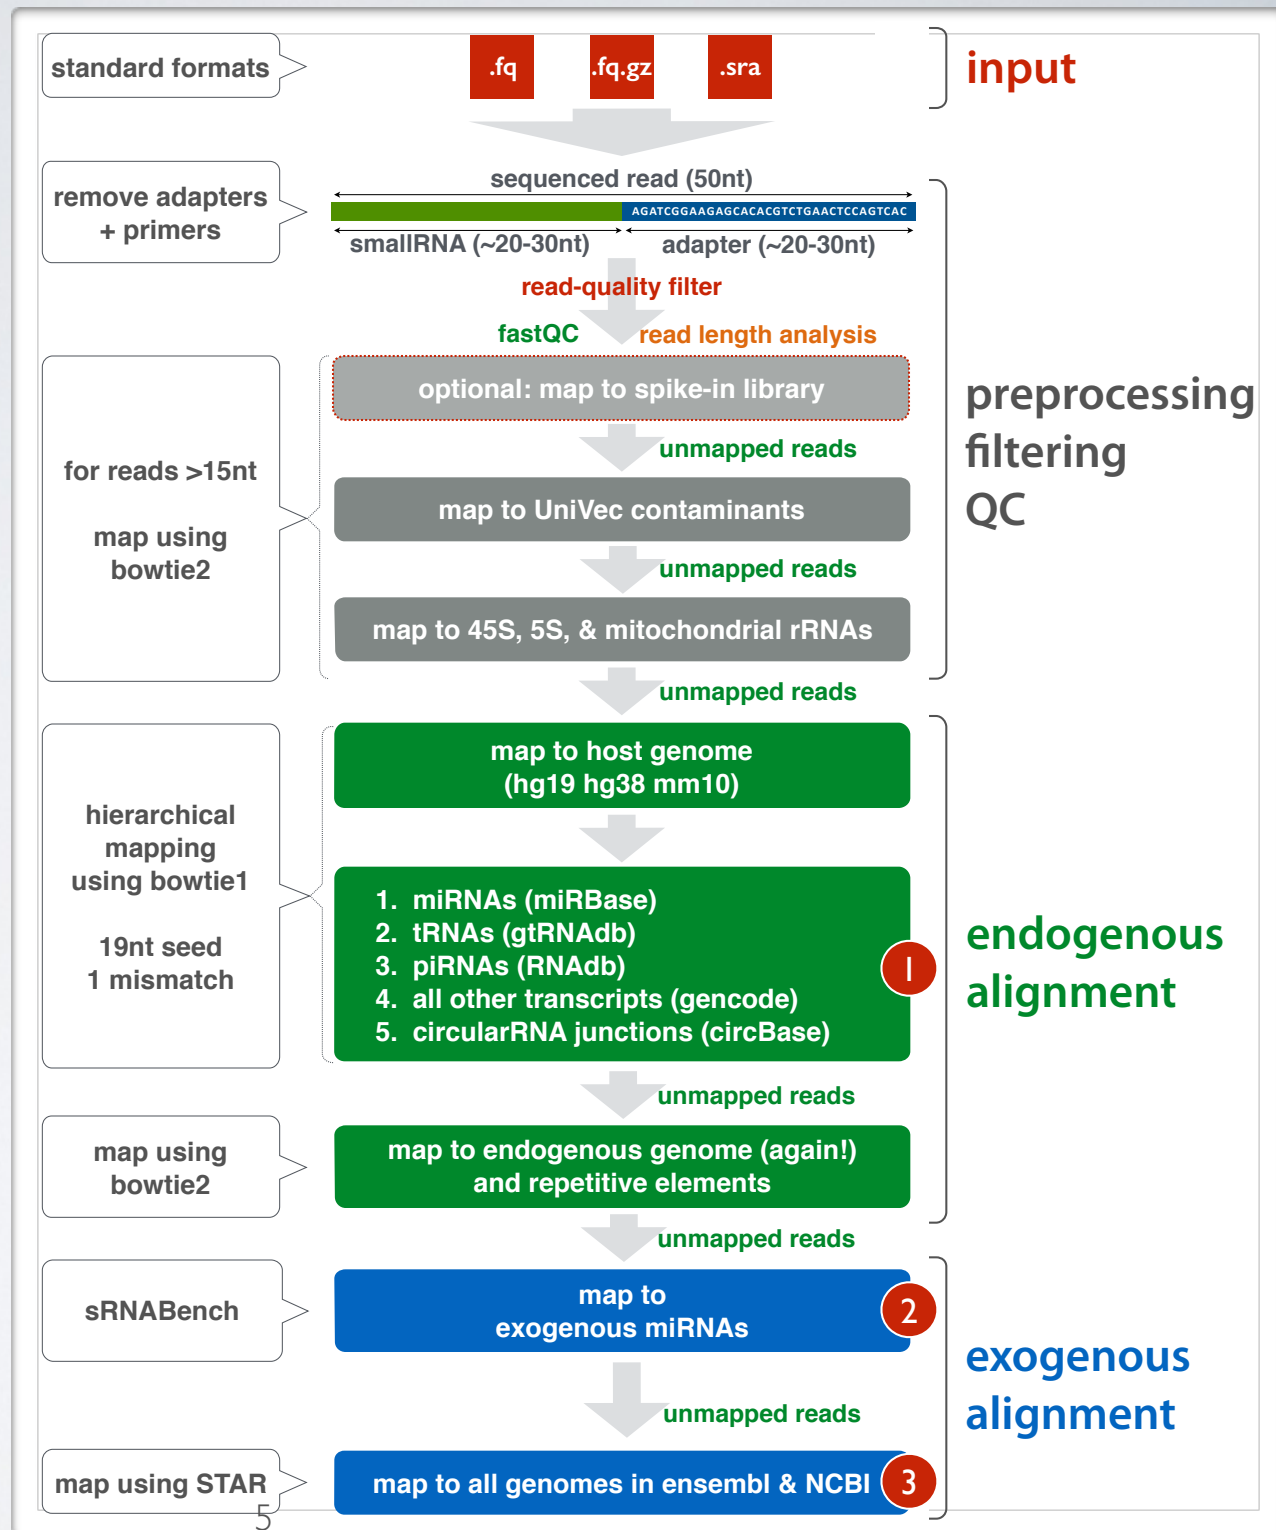 standard formats
.fq
.fq.gz
.sra
input
remove adapters
+ primers
sequenced read (50nt)
AGATCGGAAGAGCACACGTCTGAACTCCAGTCAC
smallRNA (~20-30nt)
adapter (~20-30nt)
read-quality filter
fastQC
read length analysis
for reads >15nt
map using
bowtie2
optional: map to spike-in library
unmapped reads
map to UniVec contaminants
unmapped reads
map to 45S, 5S, & mitochondrial rRNAs
unmapped reads
preprocessing
filtering
QC
hierarchical
mapping
using bowtie1
19nt seed
1 mismatch
map to host genome
(hg19 hg38 mm10)
1. miRNAs (miRBase)
2. tRNAs (gtRNAdb)
3. piRNAs (RNAdb)
4. all other transcripts (gencode)
5. circularRNA junctions (circBase)
1
unmapped reads
endogenous
alignment
map using
bowtie2
map to endogenous genome (again!)
and repetitive elements
unmapped reads
sRNABench
map to
exogenous miRNAs
2
unmapped reads
exogenous
alignment
map using STAR
map to all genomes in ensembl & NCBI
3
5